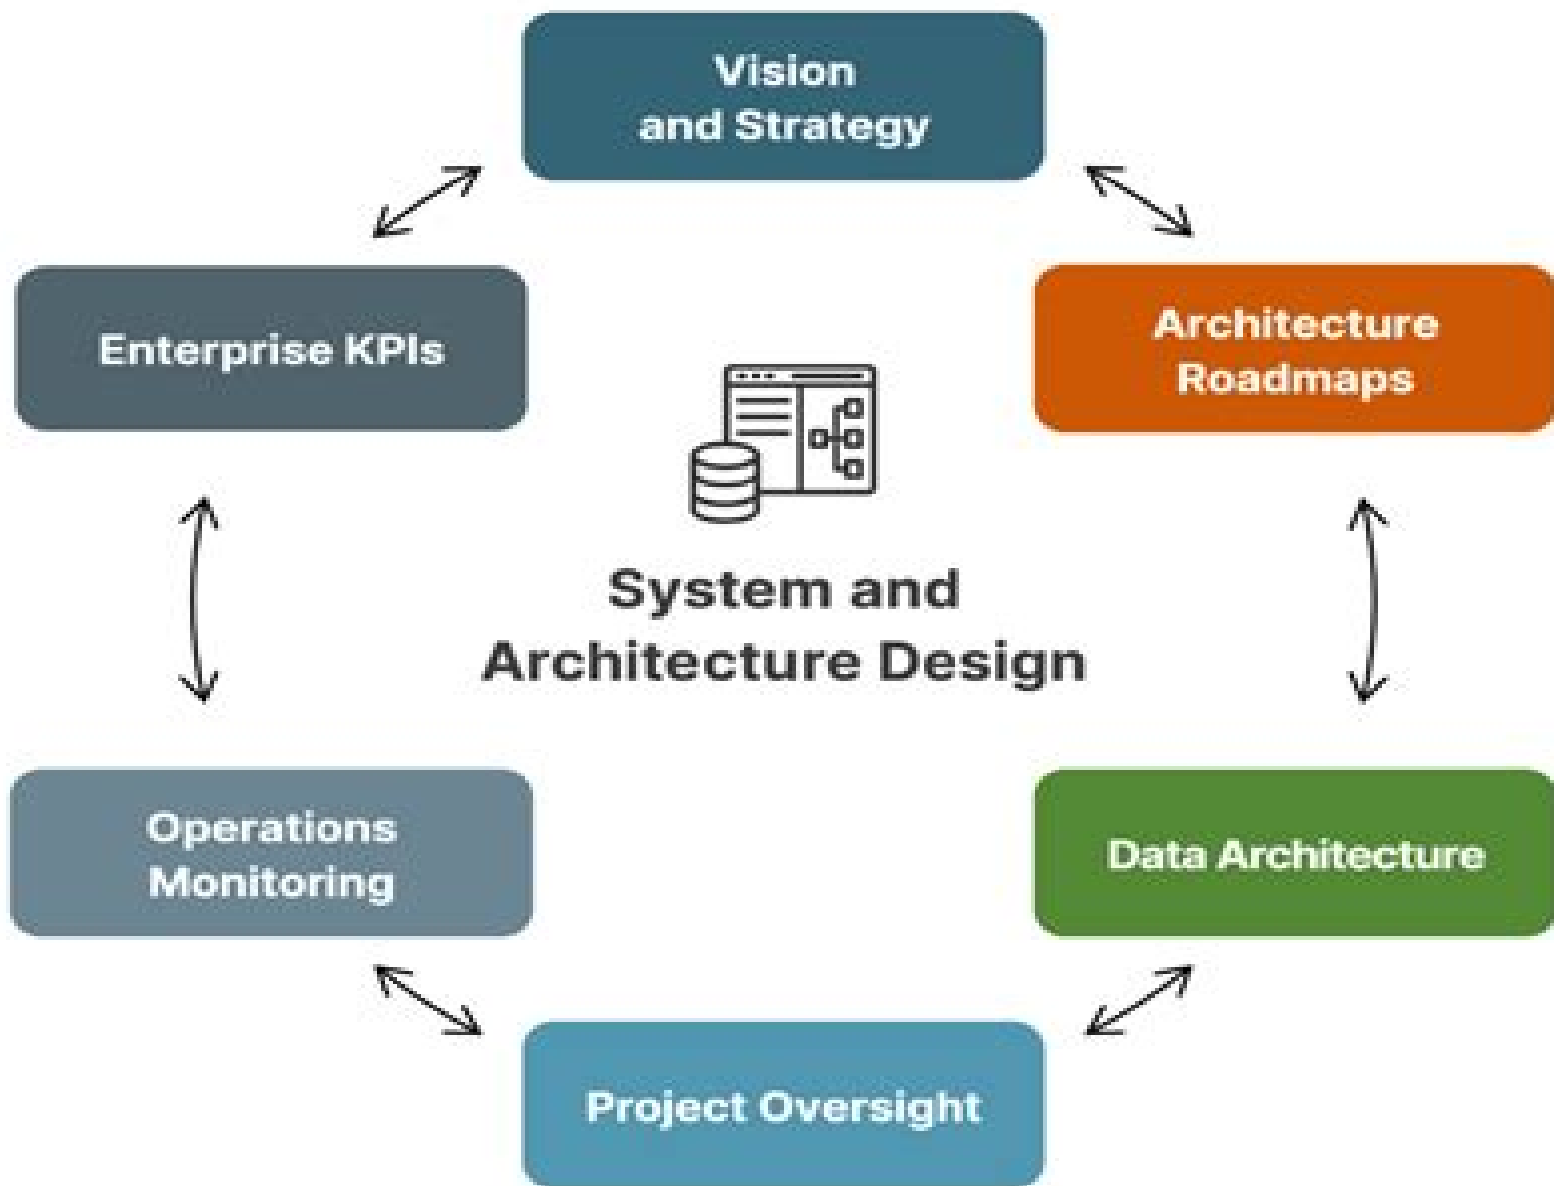 Vision
and Strategy
Enterprise KPIs
Architecture
Roadmaps
System and
Architecture Design
Operations
Monitoring
Data Architecture
Project Oversight